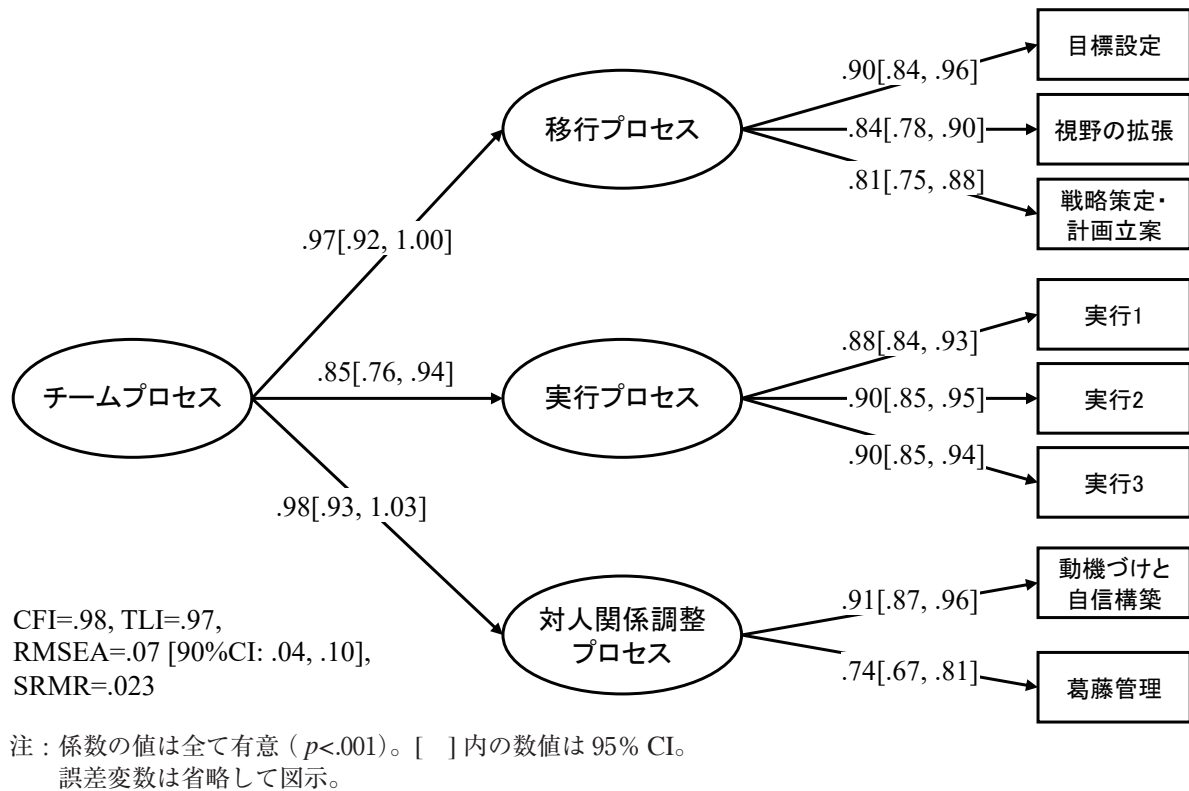 目標設定
.90[.84, .96]
移行プロセス
.84[.78, .90]
視野の拡張
.81[.75, .88]
戦略策定・
計画立案
.97[.92, 1.00]
実行1
.88[.84, .93]
チームプロセス
.85[.76, .94]
実行プロセス
.90[.85, .95]
実行2
.90[.85, .94]
実行3
.98[.93, 1.03]
動機づけと
自信構築
.91[.87, .96]
対人関係調整
プロセス
.74[.67, .81]
葛藤管理
CFI=.98, TLI=.97,
RMSEA=.07 [90%CI: .04, .10],
SRMR=.023
注：係数の値は全て有意（p<.001）。[　]内の数値は 95% CI。
誤差変数は省略して図示。